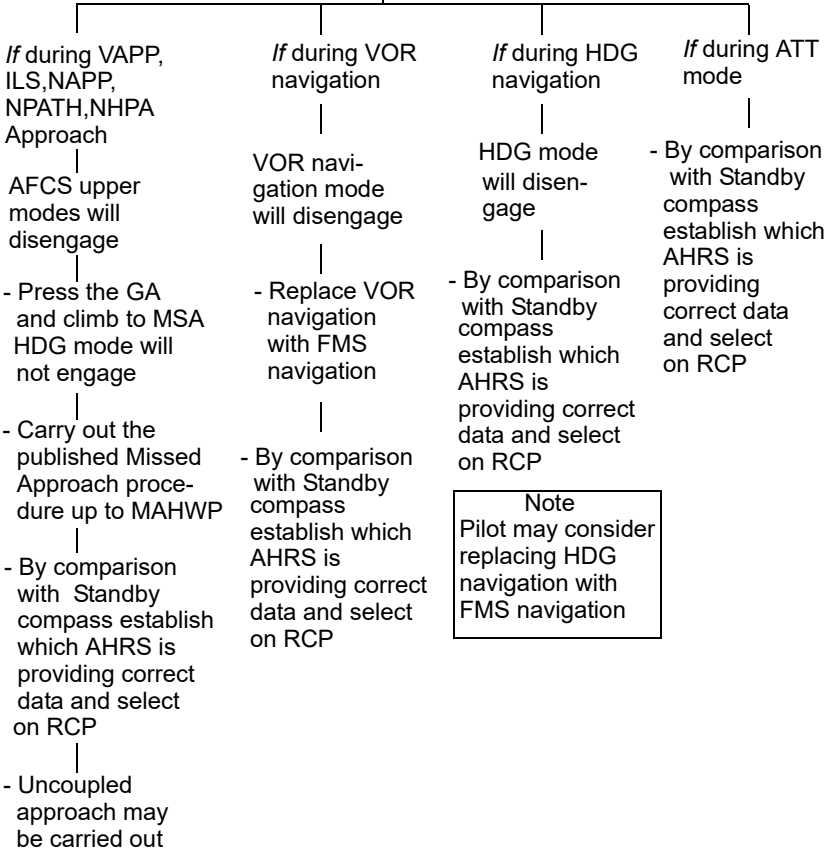 If during VAPP,
ILS,NAPP,
NPATH,NHPA
Approach
AFCS upper
modes will
disengage
- Press the GA
and climb to MSA
HDG mode will
not engage
- Carry out the
published Missed
Approach proce-
dure up to MAHWP
- By comparison
with Standby
compass establish
which AHRS is
providing correct
data and select
on RCP
- Uncoupled
approach may
be carried out
If during VOR
navigation
VOR navi-
gation mode
will disengage
- Replace VOR
navigation
with FMS
navigation
- By comparison
with Standby
compass
establish which
AHRS is
providing correct
data and select
on RCP
If during HDG
navigation
HDG mode
will disen-
gage
- By comparison
with Standby
compass
establish which
AHRS is
providing correct
data and select
on RCP
Note
Pilot may consider
replacing HDG
navigation with
FMS navigation
If during ATT
mode
- By comparison
with Standby
compass
establish which
AHRS is
providing
correct data
and select
on RCP